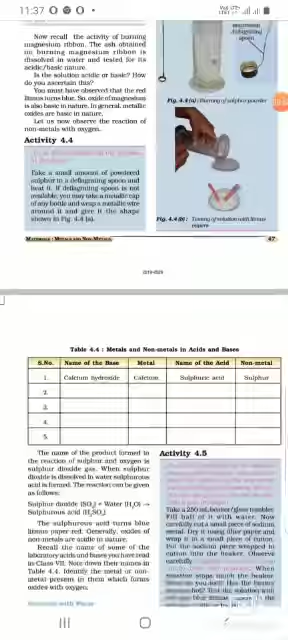 11:37
deflagrating
spoon
Now recall the activity of burning
magnesium ribbon. The ash obtained
on burning magnesium ribbon is
dissolved in water and tested for its
acidic/basic nature.
Is the solution acidic or basic? How
do you ascertain this?
You must have observed that the red
litmus turns blue. So, oxide of magnesium
is also basic in nature. In general, metallic
oxides are basic in nature.
Let us now observe the reaction of
non-metals with oxygen.
Activity 4.4
Take a small amount of powdered
sulphur in a deflagrating spoon and
heat it. If deflagrating spoon is not
available, you may take a metallic cap
of any bottle and wrap a metallic wire
around it and give it the shape
shown in Fig. 4.4 (a).
Fig. 4.4 (a) : Burning of sulphur powder
Fig. 4.4 (b) : Testing of solution with litmus
papers
Materials : Metals and Non-Metals
47
Table 4.4 : Metals and Non-metals in Acids and Bases
S.No. Name of the Base Metal Name of the Acid Non-metal
1. Calcium hydroxide Calcium Sulphuric acid Sulphur
2.
3.
4.
5.
The name of the product formed in
the reaction of sulphur and oxygen is
sulphur dioxide gas. When sulphur
dioxide is dissolved in water sulphurous
acid is formed. The reaction can be given
as follows:
Sulphur dioxide (SO₂) + Water (H₂O) →
Sulphurous acid (H₂SO₃)
The sulphurous acid turns blue
litmus paper red. Generally, oxides of
non-metals are acidic in nature.
Recall the name of some of the
laboratory acids and bases you have read
in Class VII. Note down their names in
Table 4.4. Identify the metal or non-
metal present in them which forms
oxides with oxygen.
Activity 4.5
Take a 250 mL beaker/glass tumbler.
Fill half of it with water. Now
carefully cut a small piece of sodium
metal. Dry it using filter paper and
wrap it in a small piece of cotton.
Put the sodium piece wrapped in
cotton into the beaker. Observe
carefully.